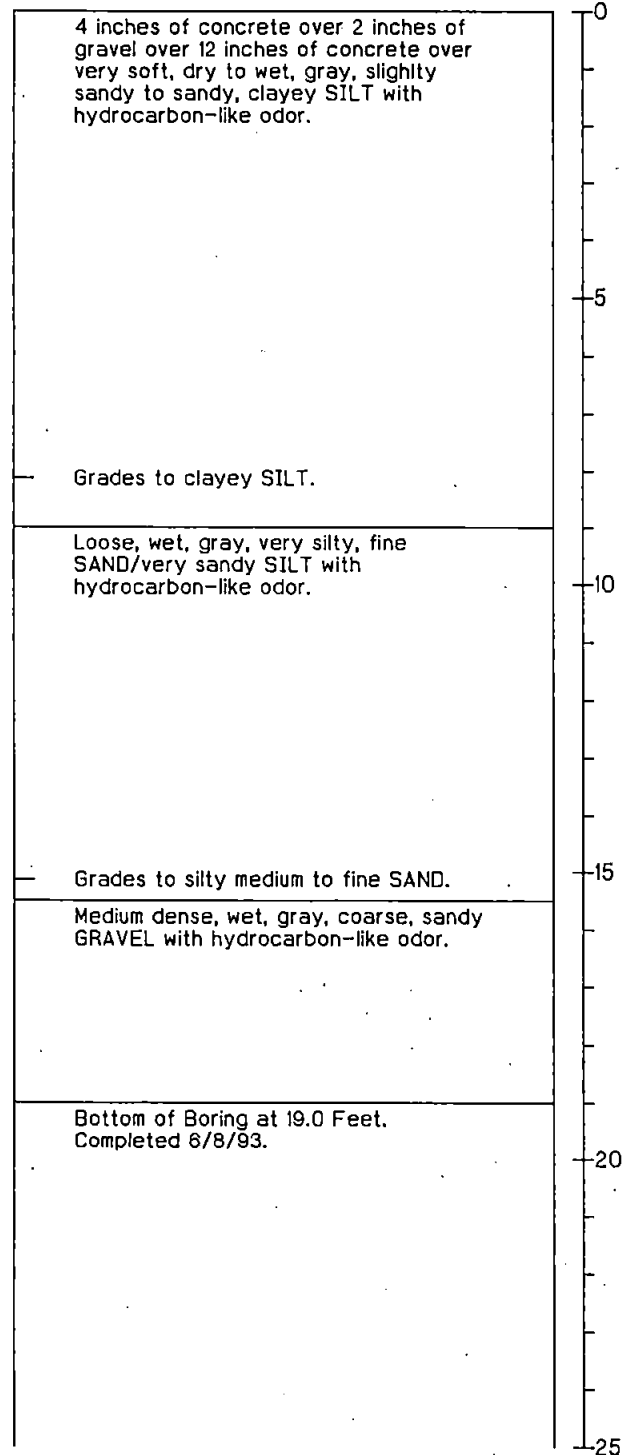 4 inches of concrete over 2 inches of
gravel over 12 inches of concrete over
very soft, dry to wet, gray, slighlty
sandy to sandy, clayey SILT with
hydrocarbon-like odor.
Grades to clayey SILT.
Loose, wet, gray, very silty, fine
SAND/very sandy SILT with
hydrocarbon-like odor.
Grades to silty medium to fine SAND.
Medium dense, wet, gray, coarse, sandy
GRAVEL with hydrocarbon-like odor.
Bottom of Boring at 19.0 Feet.
Completed 6/8/93.
0
5
10
15
20
25